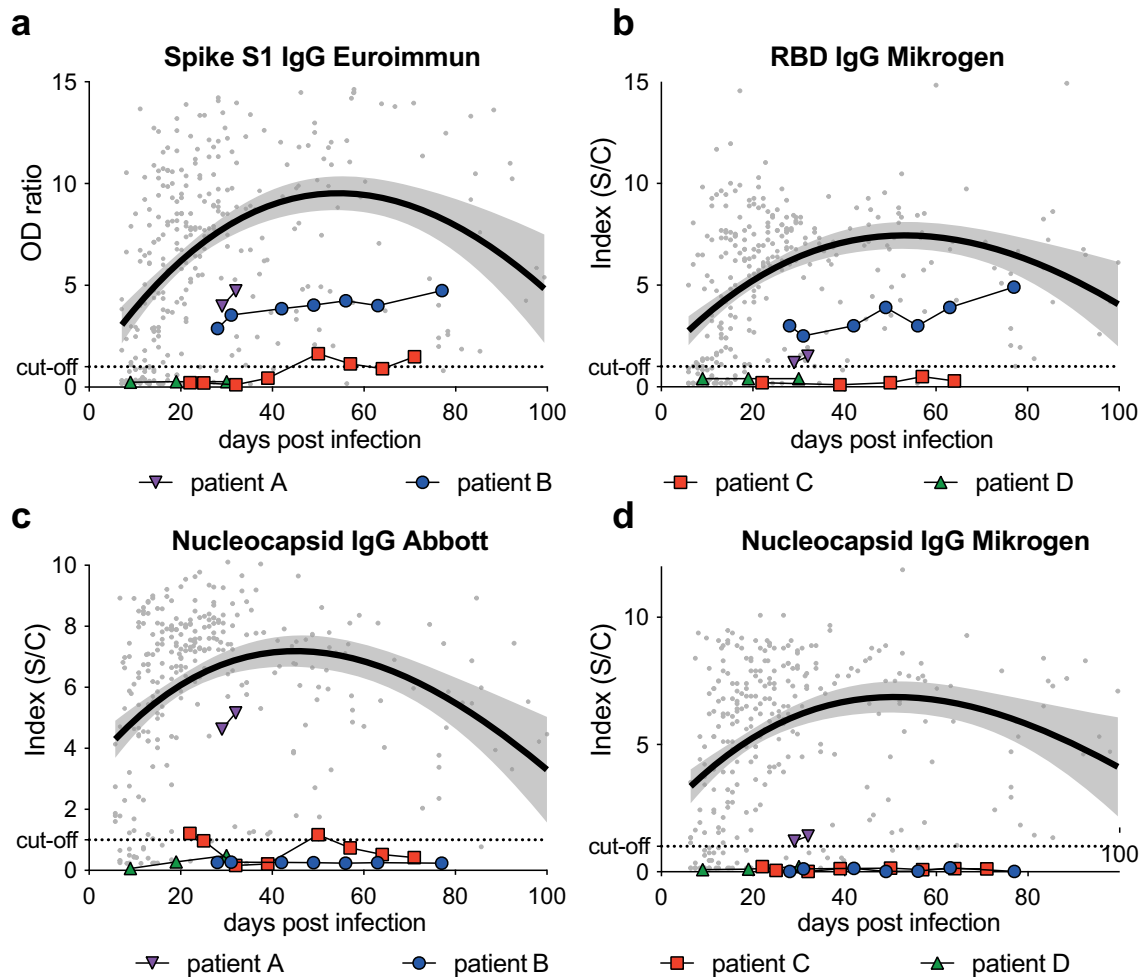 a
Spike S1 IgG Euroimmun
15
10
5
cut-off
0
OD ratio
0 20 40 60 80 100
days post infection
b
RBD IgG Mikrogen
15
10
5
cut-off
0
Index (S/C)
0 20 40 60 80 100
days post infection
patient A patient B patient C patient D
c
Nucleocapsid IgG Abbott
10
8
6
4
2
cut-off
0
Index (S/C)
0 20 40 60 80 100
days post infection
d
Nucleocapsid IgG Mikrogen
10
5
cut-off
0
Index (S/C)
100
0 20 40 60 80 100
days post infection
patient A patient B patient C patient D